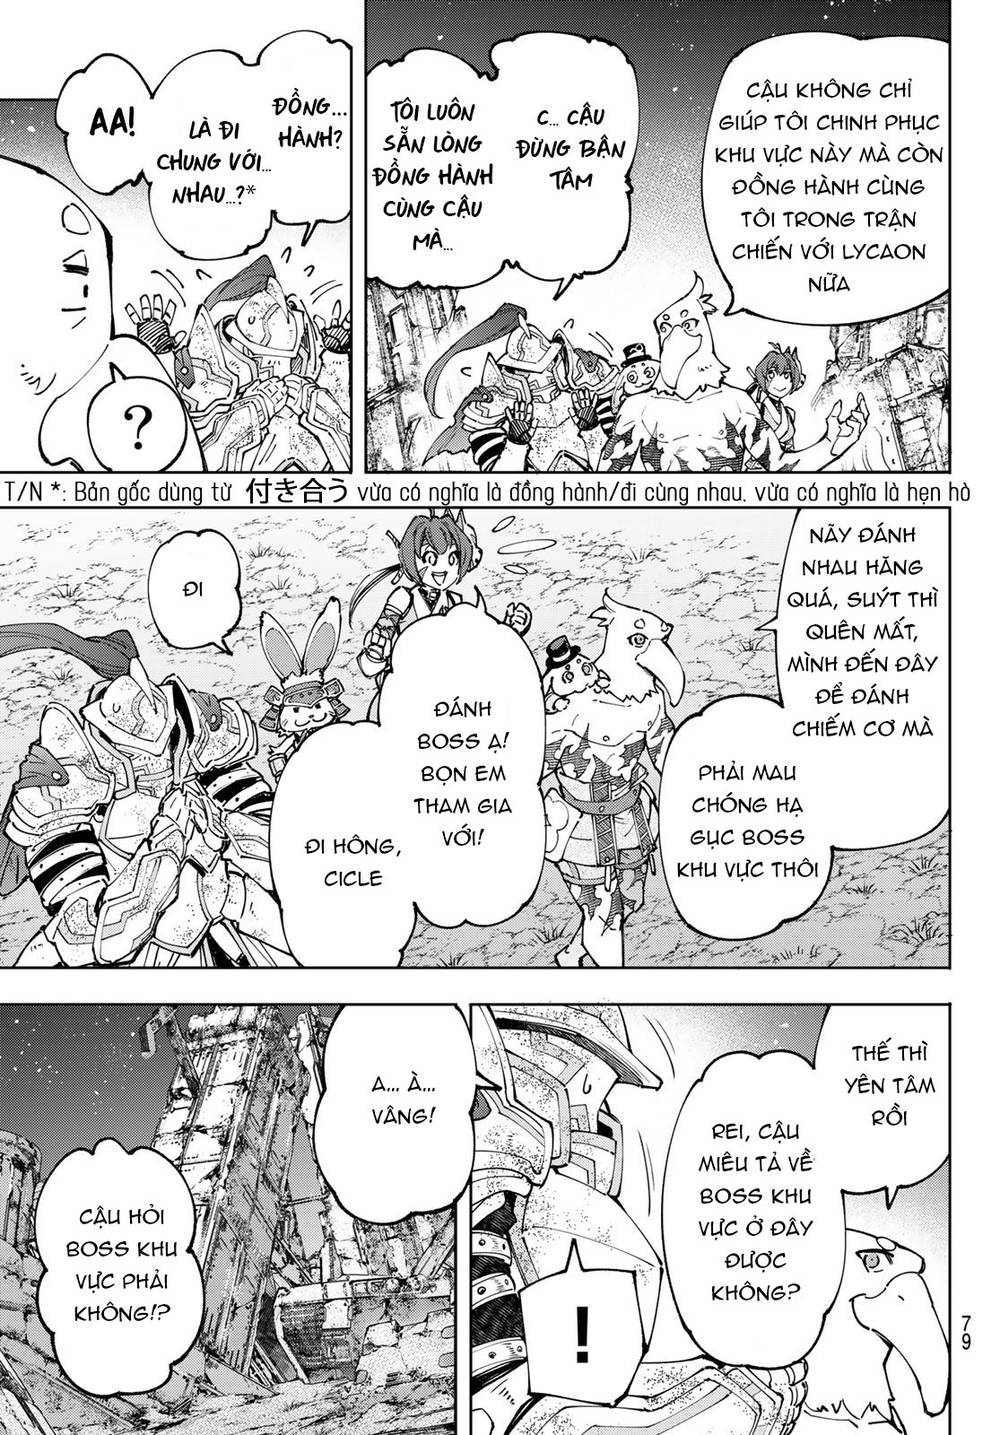 CẬU KHÔNG CHỈ
GIÚP TÔI CHINH PHỤC
KHU VỰC NÀY MÀ CÒN
ĐỒNG HÀNH CÙNG
TÔI TRONG TRẬN
CHIẾN VỚI LYCAON
NỮA
C... CẬU
ĐỪNG BẬN
TÂM
TÔI LUÔN
SẴN LÒNG
ĐỒNG HÀNH
CÙNG CẬU
MÀ...
ĐỒNG...
HÀNH?
LÀ ĐI
CHUNG VỚI...
NHAU...?*
AA!
?
T/N *: Bản gốc dùng từ 付き合う vừa có nghĩa là đồng hành/đi cùng nhau, vừa có nghĩa là hẹn hò
NÃY ĐÁNH
NHAU HĂNG
QUÁ, SUÝT THÌ
QUÊN MẤT,
MÌNH ĐẾN ĐÂY
ĐỂ ĐÁNH
CHIẾM CƠ MÀ
PHẢI MAU
CHÓNG HẠ
GỤC BOSS
KHU VỰC THÔI
ĐÁNH
BOSS Ạ!
BỌN EM
THAM GIA
VỚI!
ĐI HÔNG,
CICLE
ĐI
THẾ THÌ
YÊN TÂM
RỒI
REI, CẬU
MIÊU TẢ VỀ
BOSS KHU
VỰC Ở ĐÂY
ĐƯỢC
KHÔNG?
!
A... À...
VÂNG!
CẬU HỎI
BOSS KHU
VỰC PHẢI
KHÔNG!?
79